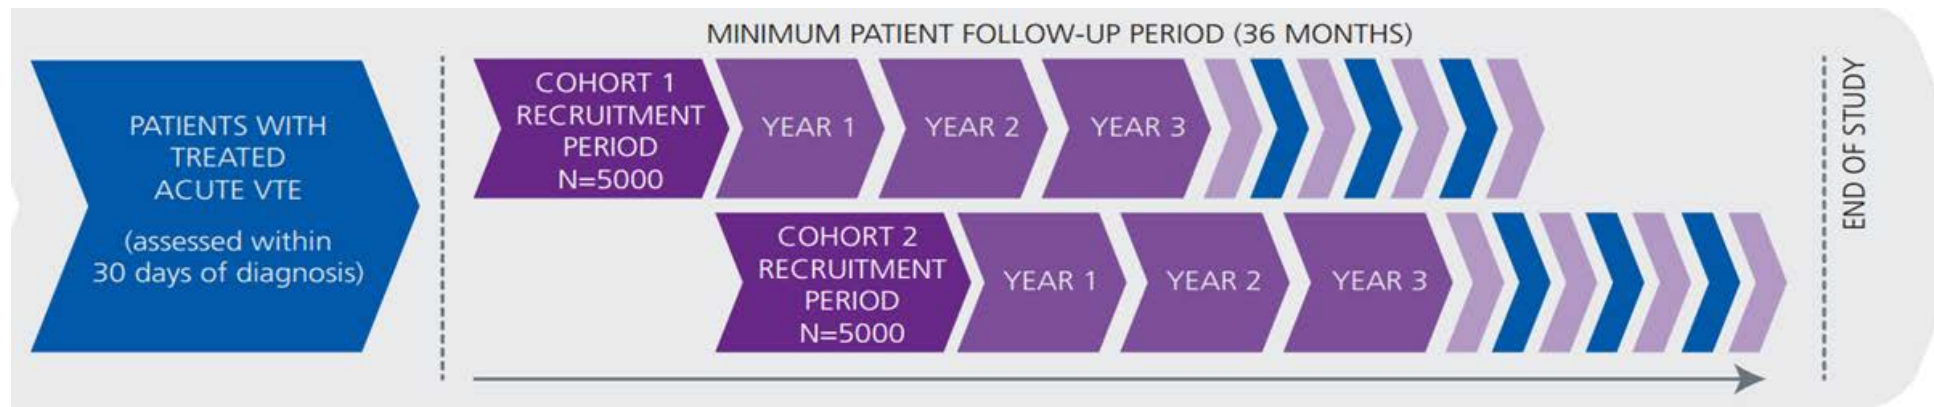 MINIMUM PATIENT FOLLOW-UP PERIOD (36 MONTHS)
PATIENTS WITH
TREATED
ACUTE VTE
(assessed within
30 days of diagnosis)
COHORT 1
RECRUITMENT
PERIOD
N=5000
YEAR 1
YEAR 2
YEAR 3
COHORT 2
RECRUITMENT
PERIOD
N=5000
YEAR 1
YEAR 2
YEAR 3
END OF STUDY